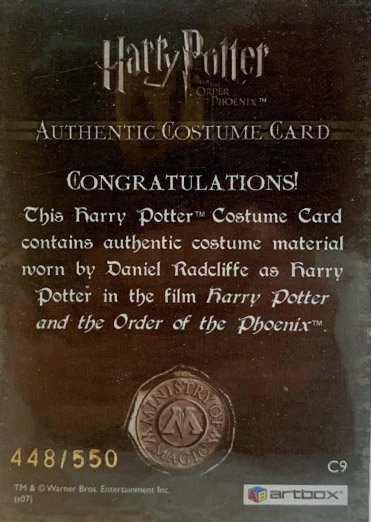 Harry Potter
AND THE
ORDER
OF THE
PHOENIX™
AUTHENTIC COSTUME CARD
CONGRATULATIONS!
This Harry Potter™ Costume Card
contains authentic costume material
worn by Daniel Radcliffe as Harry
Potter in the film Harry Potter
and the Order of the Phoenix™.
MINISTRY OF
M
MAGIC
448/550
C9
TM & © Warner Bros. Entertainment Inc.
(s07)
AB artbox®